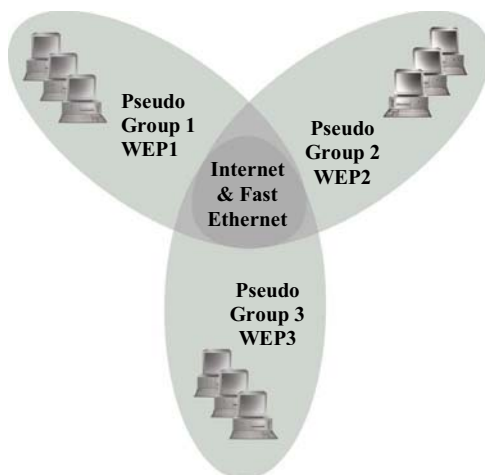 Pseudo
Group 1
WEP1
Pseudo
Group 2
WEP2
Internet
& Fast
Ethernet
Pseudo
Group 3
WEP3